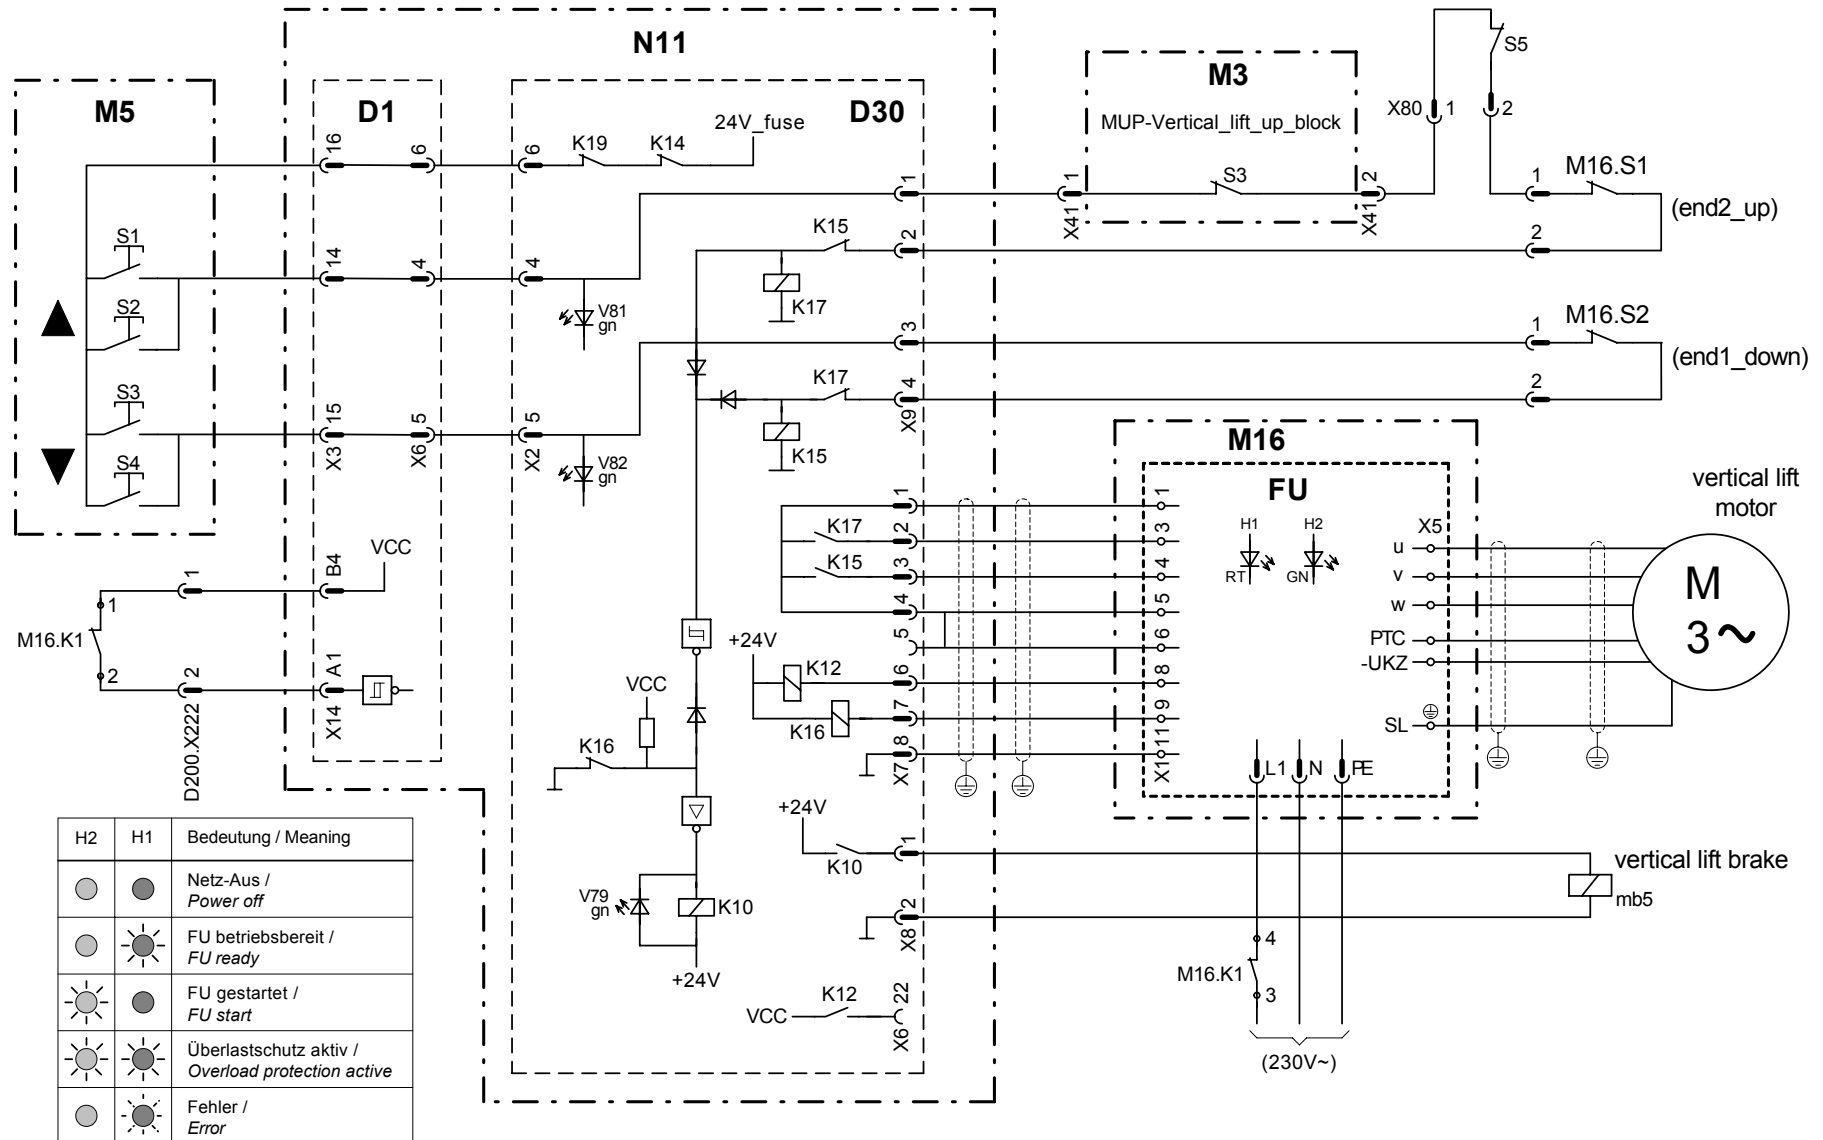 N11
M5
D1
D30
M3
MUP-Vertical_lift_up_block
24V_fuse
K19
K14
16
6
6
1
1
S3
2
X41
X41
X80
1
2
S5
1
M16.S1
(end2_up)
2
S1
14
4
4
K15
2
K17
V81
gn
S2
3
1
M16.S2
(end1_down)
2
K17
4
X9
K15
S3
15
X3
5
X6
5
X2
V82
gn
S4
M16
FU
H1
RT
H2
GN
1
2
3
4
5
6
7
8
X7
K17
K15
+24V
K12
K16
1
3
4
5
6
8
9
11
X1
X5
u
v
w
PTC
-UKZ
SL
vertical lift
motor
M
3~
L1
N
PE
VCC
B4
1
1
M16.K1
2
2
A1
X14
D200.X222
VCC
K16
+24V
K10
1
2
X8
vertical lift brake
mb5
V79
gn
K10
+24V
4
M16.K1
3
(230V~)
VCC
K12
22
X6
H2 H1 Bedeutung / Meaning
Netz-Aus /
Power off
FU betriebsbereit /
FU ready
FU gestartet /
FU start
Überlastschutz aktiv /
Overload protection active
Fehler /
Error